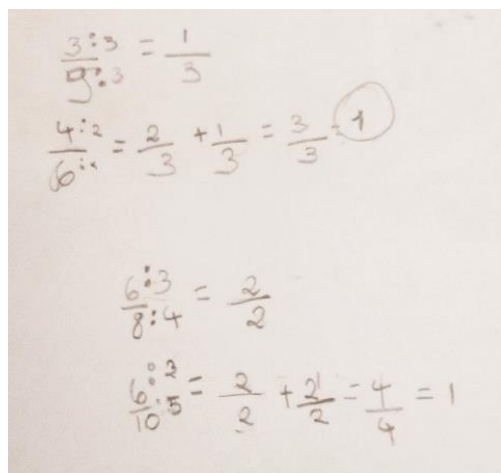 3:3/9:3 = 1/3
4:2/6:2 = 2/3 + 1/3 = 3/3 = 1
6:3/8:4 = 2/2
6:2/10:5 = 2/2 + 2/2 = 4/4 = 1